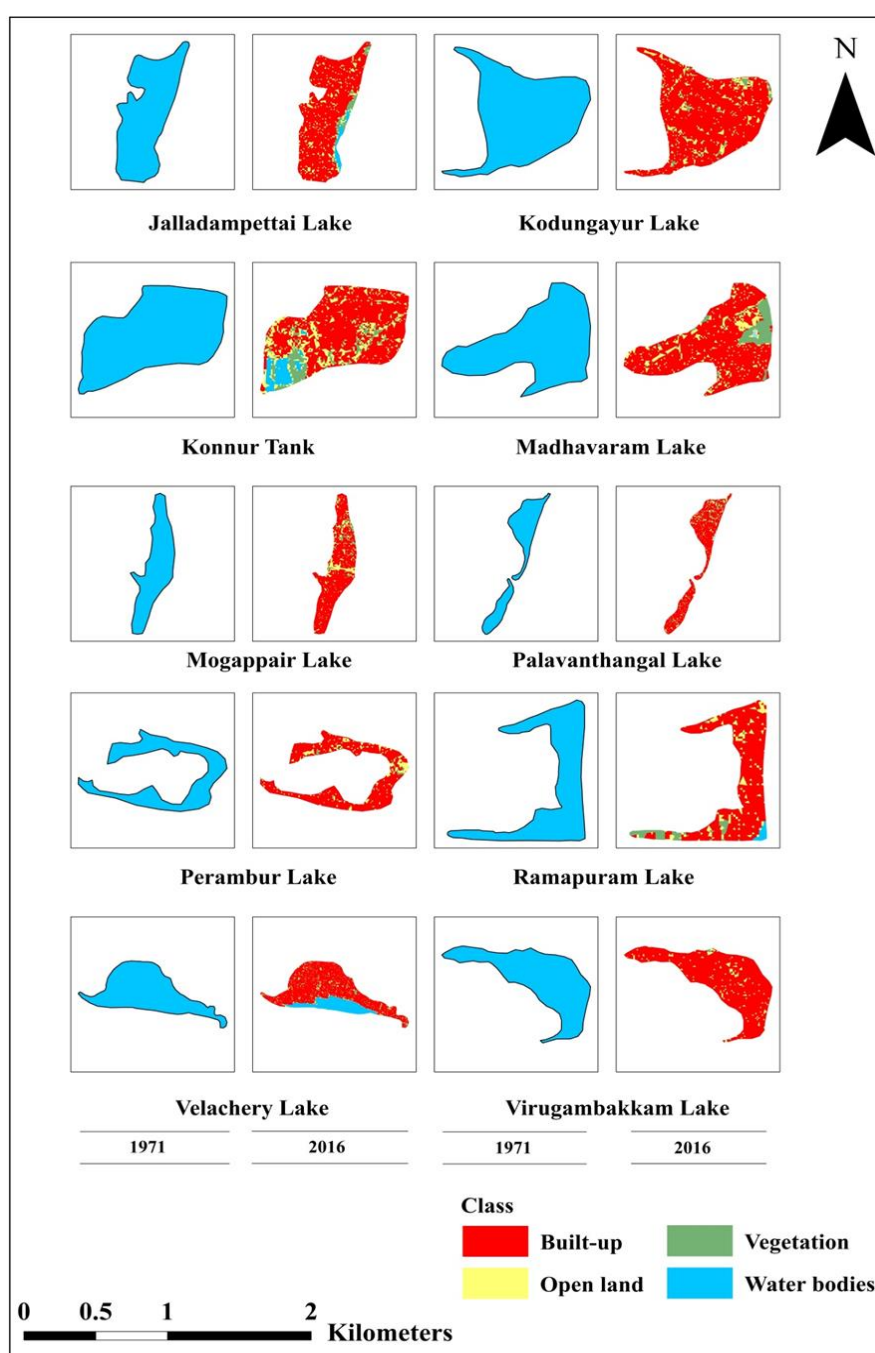 N
Jalladampettai Lake
Kodungayur Lake
Konnur Tank
Madhavaram Lake
Mogappair Lake
Palavanthangal Lake
Perambur Lake
Ramapuram Lake
Velachery Lake
Virugambakkam Lake
1971
2016
1971
2016
Class
Built-up
Vegetation
Open land
Water bodies
0 0.5 1 2
Kilometers